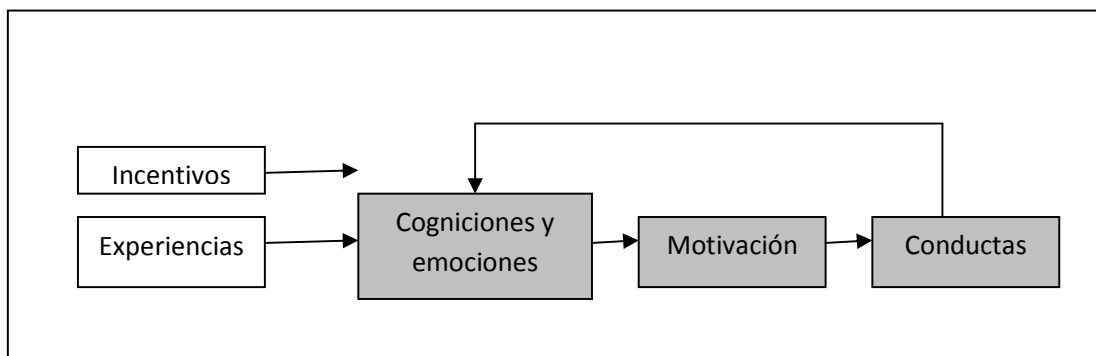 Incentivos
Experiencias
Cogniciones y
emociones
Motivación
Conductas